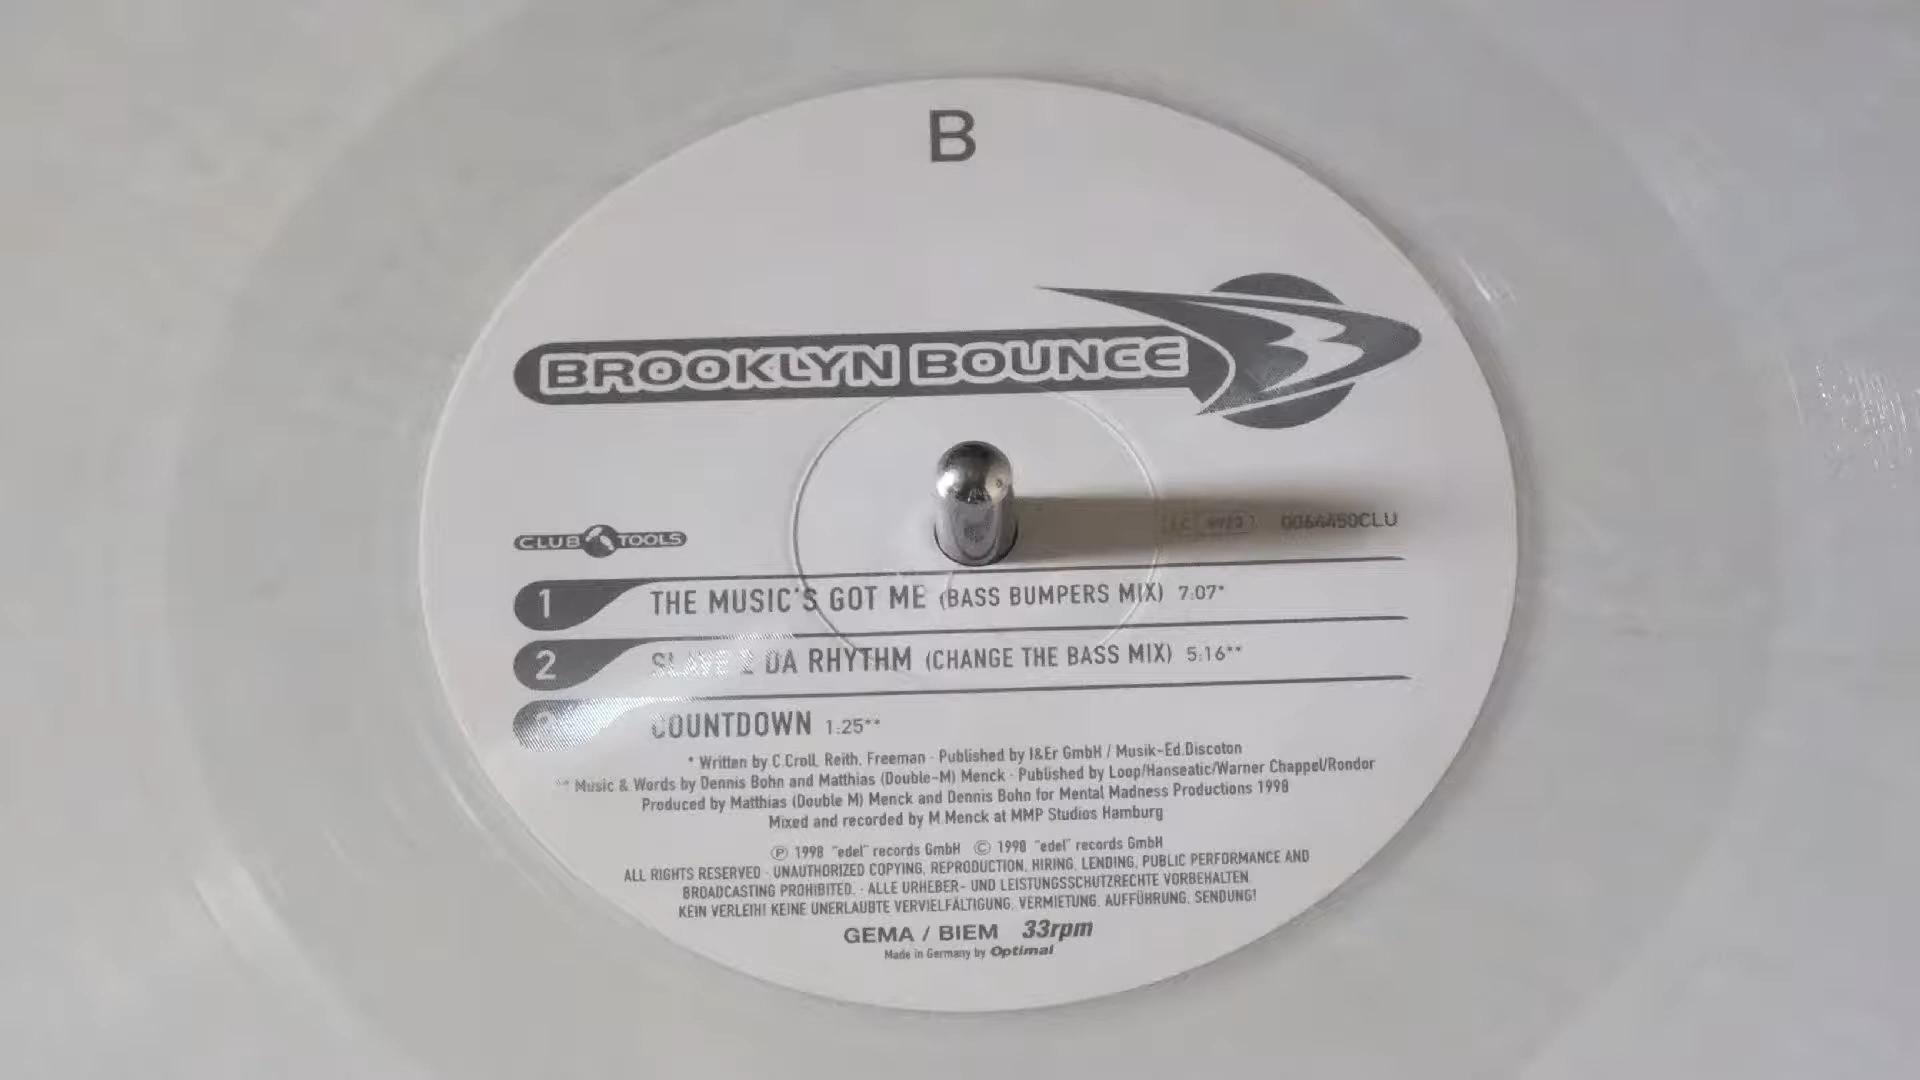 B
BROOKLYN BOUNCE
CLUB TOOLS
0064450CLU
1 THE MUSIC'S GOT ME (BASS BUMPERS MIX) 7:07*
2 SLAVE 2 DA RHYTHM (CHANGE THE BASS MIX) 5:16**
3 COUNTDOWN 1:25**
* Written by C.Croll, Reith, Freeman · Published by I&Er GmbH / Musik-Ed.Discoton
** Music & Words by Dennis Bohn and Matthias (Double-M) Menck · Published by Loop/Hanseatic/Warner Chappel/Rondor
Produced by Matthias (Double M) Menck and Dennis Bohn for Mental Madness Productions 1998
Mixed and recorded by M.Menck at MMP Studios Hamburg
Ⓟ 1998 "edel" records GmbH © 1998 "edel" records GmbH
ALL RIGHTS RESERVED · UNAUTHORIZED COPYING, REPRODUCTION, HIRING, LENDING, PUBLIC PERFORMANCE AND
BROADCASTING PROHIBITED. · ALLE URHEBER- UND LEISTUNGSSCHUTZRECHTE VORBEHALTEN.
KEIN VERLEIH! KEINE UNERLAUBTE VERVIELFÄLTIGUNG, VERMIETUNG, AUFFÜHRUNG, SENDUNG!
GEMA / BIEM 33rpm
Made in Germany by Optimal